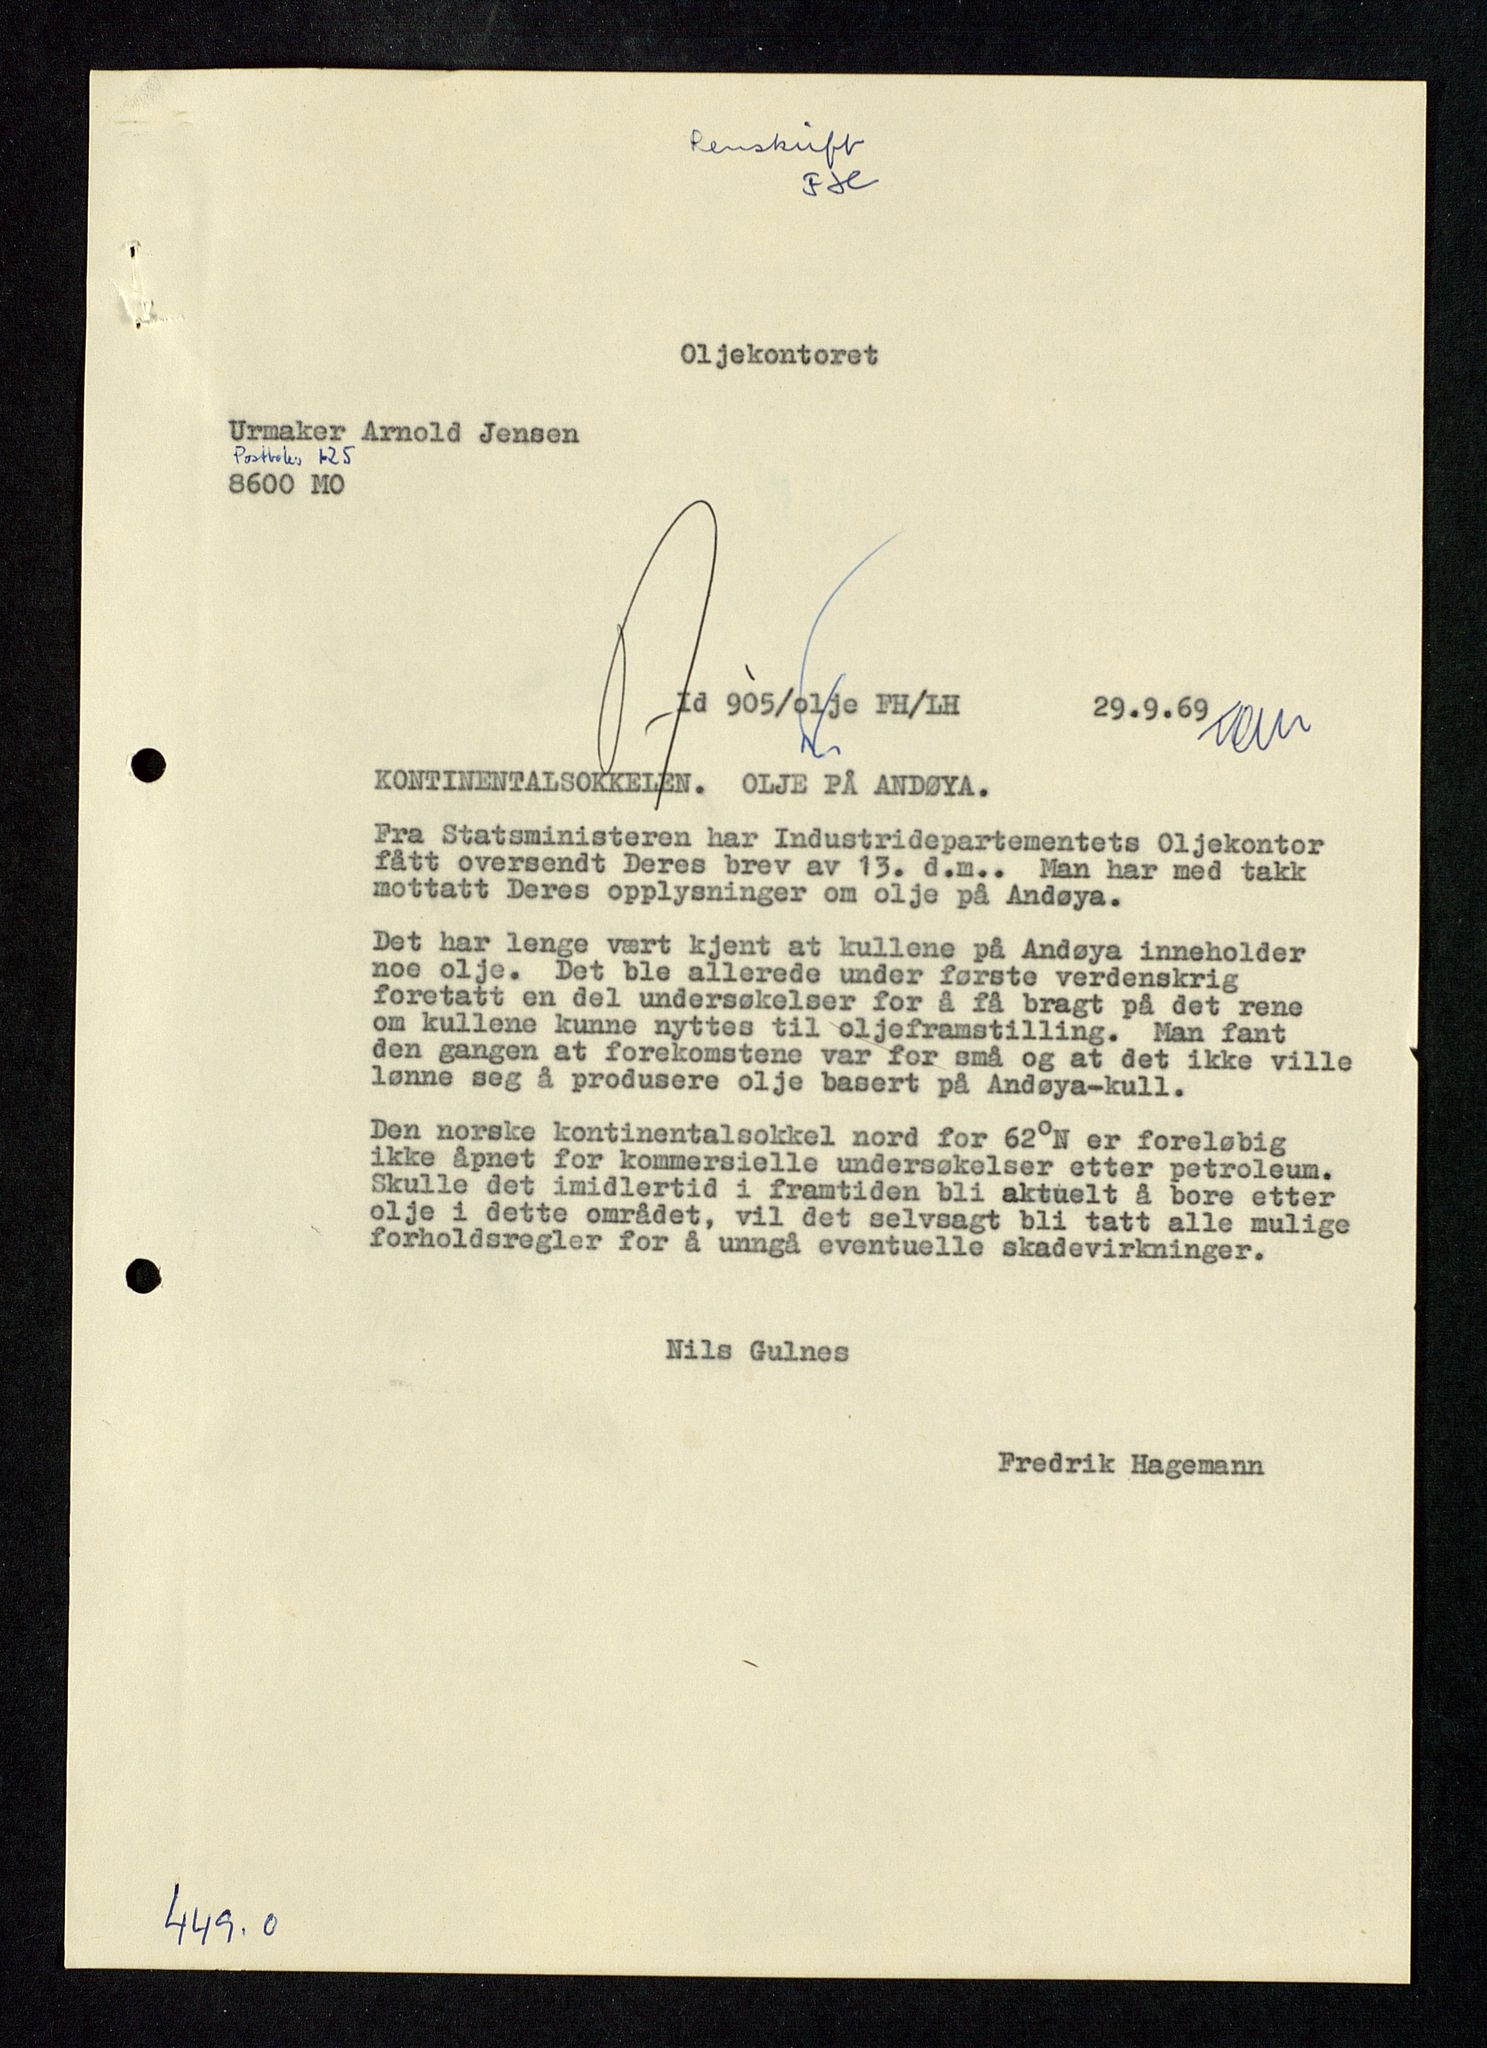 Renskrift
FH
Oljekontoret
Urmaker Arnold Jensen
Postboks 125
8600 MO
Id 905/olje FH/LH 29.9.69
KONTINENTALSOKKELEN. OLJE PÅ ANDØYA.
Fra Statsministeren har Industridepartementets Oljekontor
fått oversendt Deres brev av 13. d.m.. Man har med takk
mottatt Deres opplysninger om olje på Andøya.
Det har lenge vært kjent at kullene på Andøya inneholder
noe olje. Det ble allerede under første verdenskrig
foretatt en del undersøkelser for å få bragt på det rene
om kullene kunne nyttes til oljeframstilling. Man fant
den gangen at forekomstene var for små og at det ikke ville
lønne seg å produsere olje basert på Andøya-kull.
Den norske kontinentalsokkel nord for 62°N er foreløbig
ikke åpnet for kommersielle undersøkelser etter petroleum.
Skulle det imidlertid i framtiden bli aktuelt å bore etter
olje i dette området, vil det selvsagt bli tatt alle mulige
forholdsregler for å unngå eventuelle skadevirkninger.
Nils Gulnes
Fredrik Hagemann
449.0